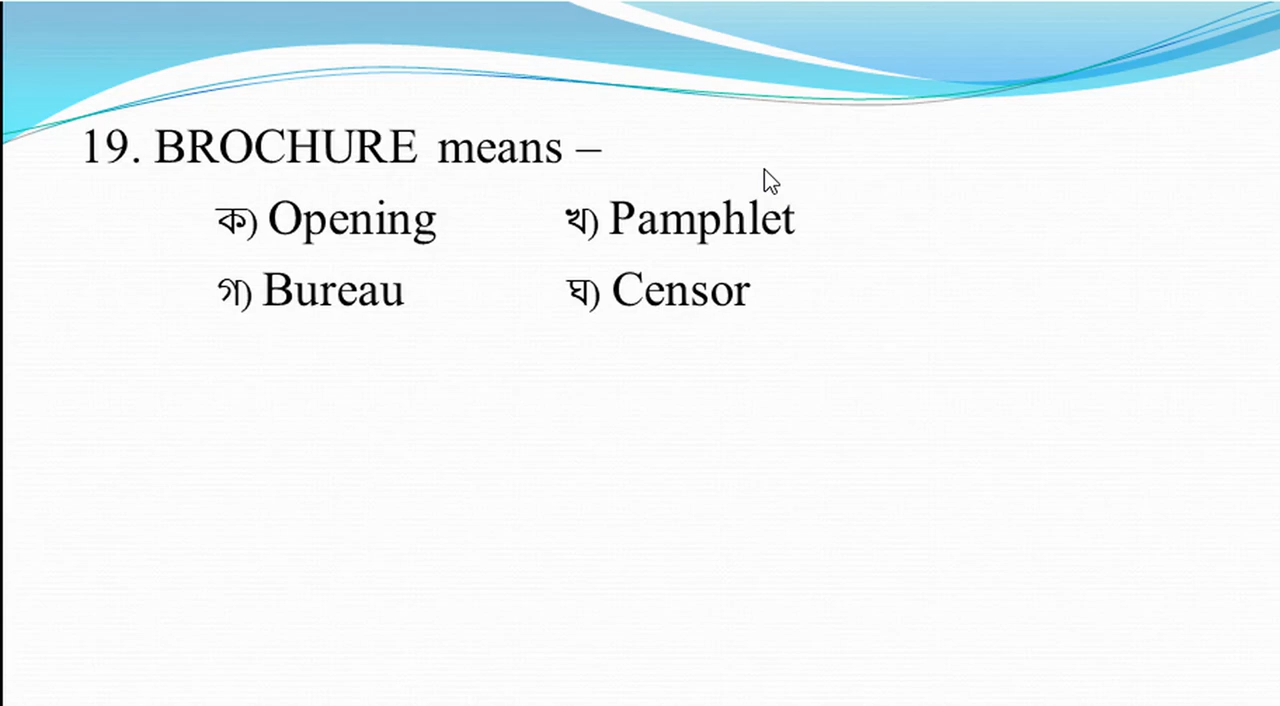 19. BROCHURE means –
ক) Opening খ) Pamphlet
গ) Bureau ঘ) Censor